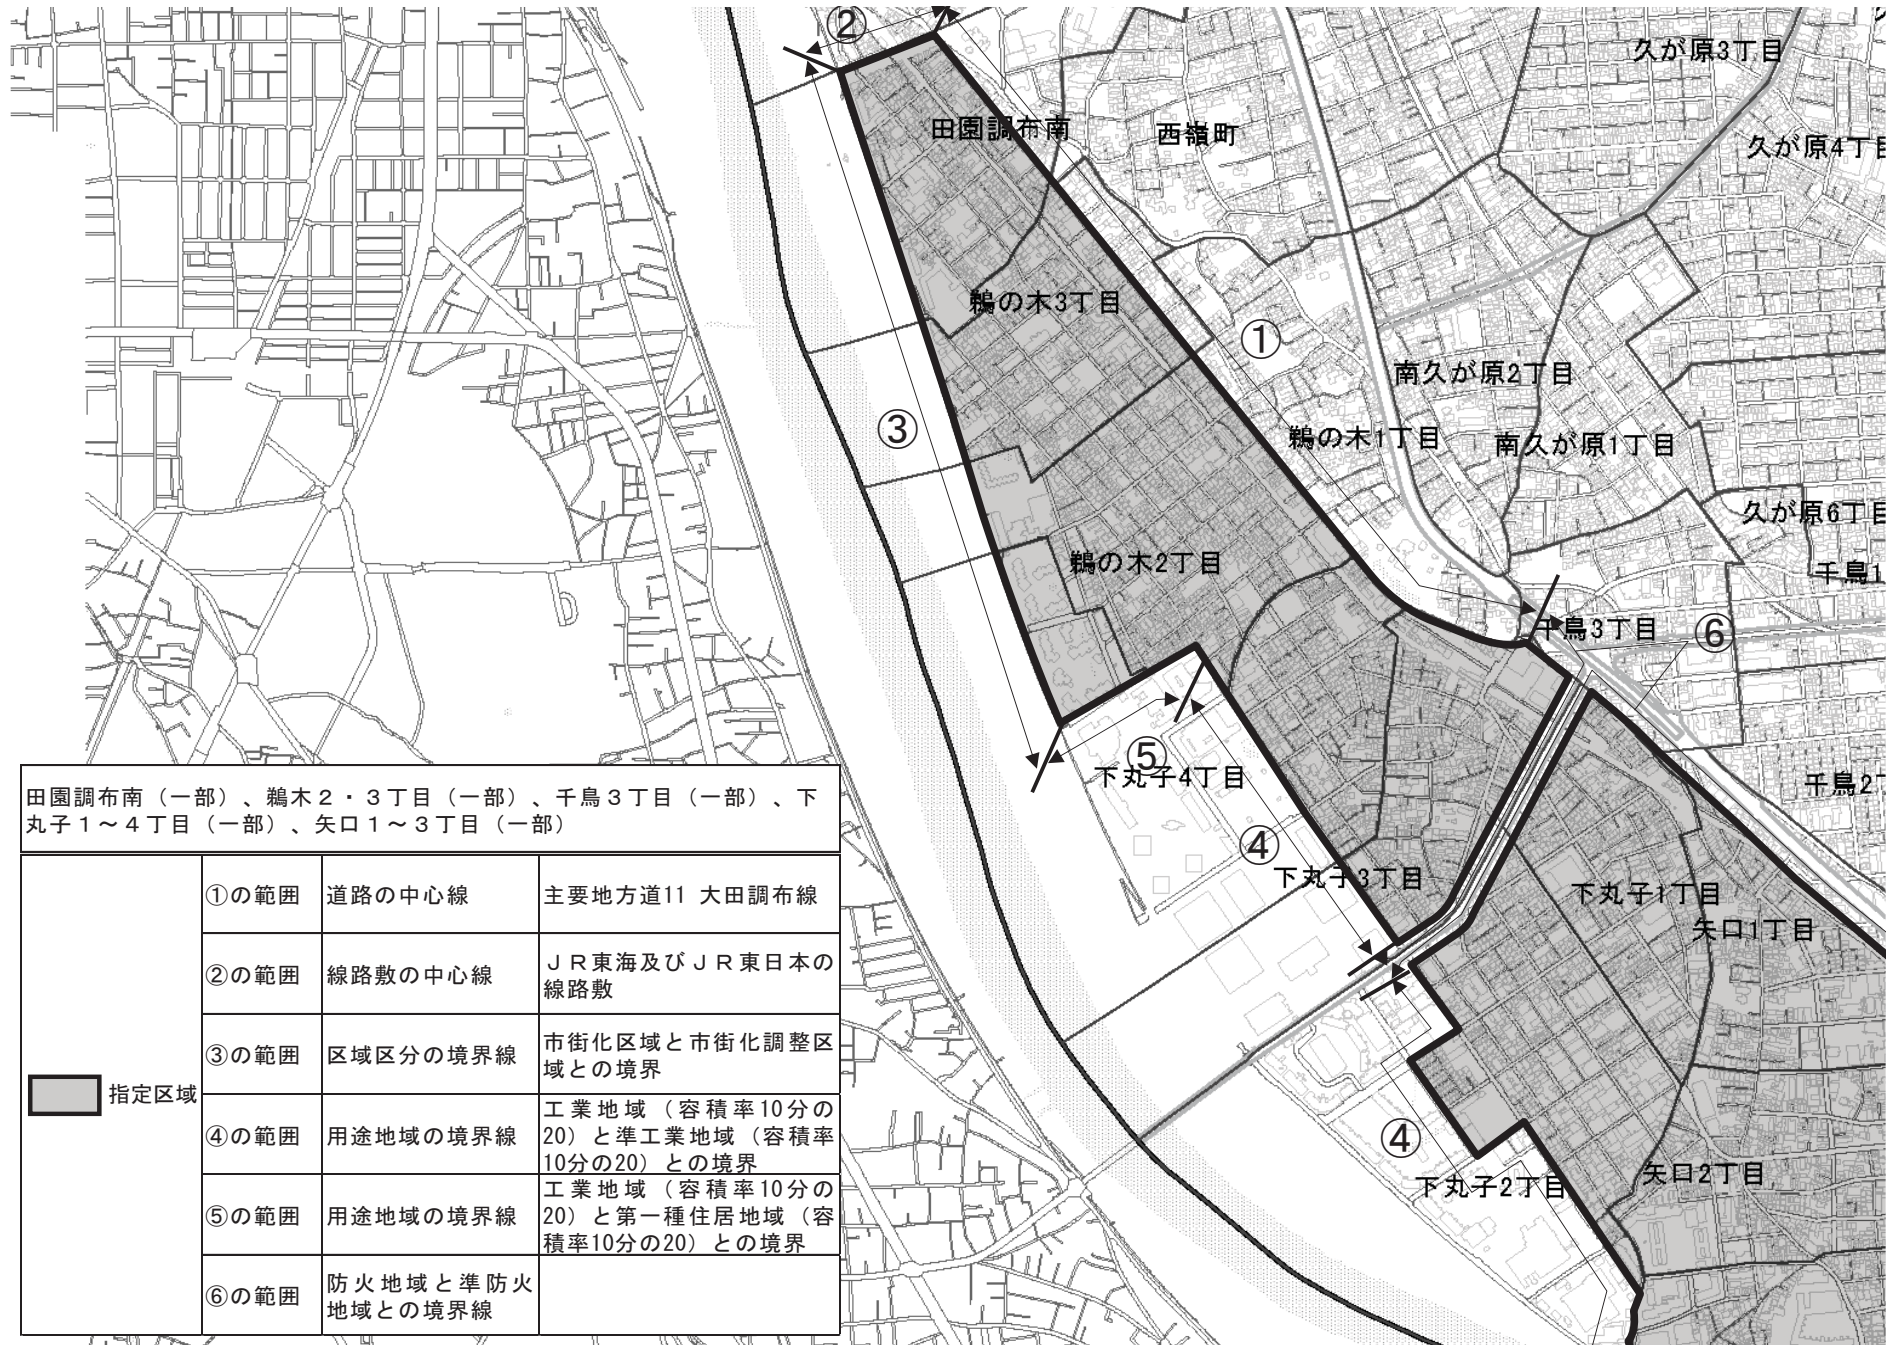 ②
久が原3丁目
田園調布南
西嶺町
久が原4丁目
鵜の木3丁目
①
南久が原2丁目
③
鵜の木1丁目
南久が原1丁目
久が原6丁目
鵜の木2丁目
千鳥1
千鳥3丁目
⑥
⑤
下丸子4丁目
千鳥2丁
④
下丸子3丁目
下丸子1丁目
矢口1丁目
④
下丸子2丁目
矢口2丁目
田園調布南（一部）、鵜木２・３丁目（一部）、千鳥３丁目（一部）、下
丸子１～４丁目（一部）、矢口１～３丁目（一部）
指定区域
①の範囲 道路の中心線 主要地方道11 大田調布線
②の範囲 線路敷の中心線 ＪＲ東海及びＪＲ東日本の
線路敷
③の範囲 区域区分の境界線 市街化区域と市街化調整区
域との境界
④の範囲 用途地域の境界線 工業地域（容積率10分の
20）と準工業地域（容積率
10分の20）との境界
⑤の範囲 用途地域の境界線 工業地域（容積率10分の
20）と第一種住居地域（容
積率10分の20）との境界
⑥の範囲 防火地域と準防火
地域との境界線